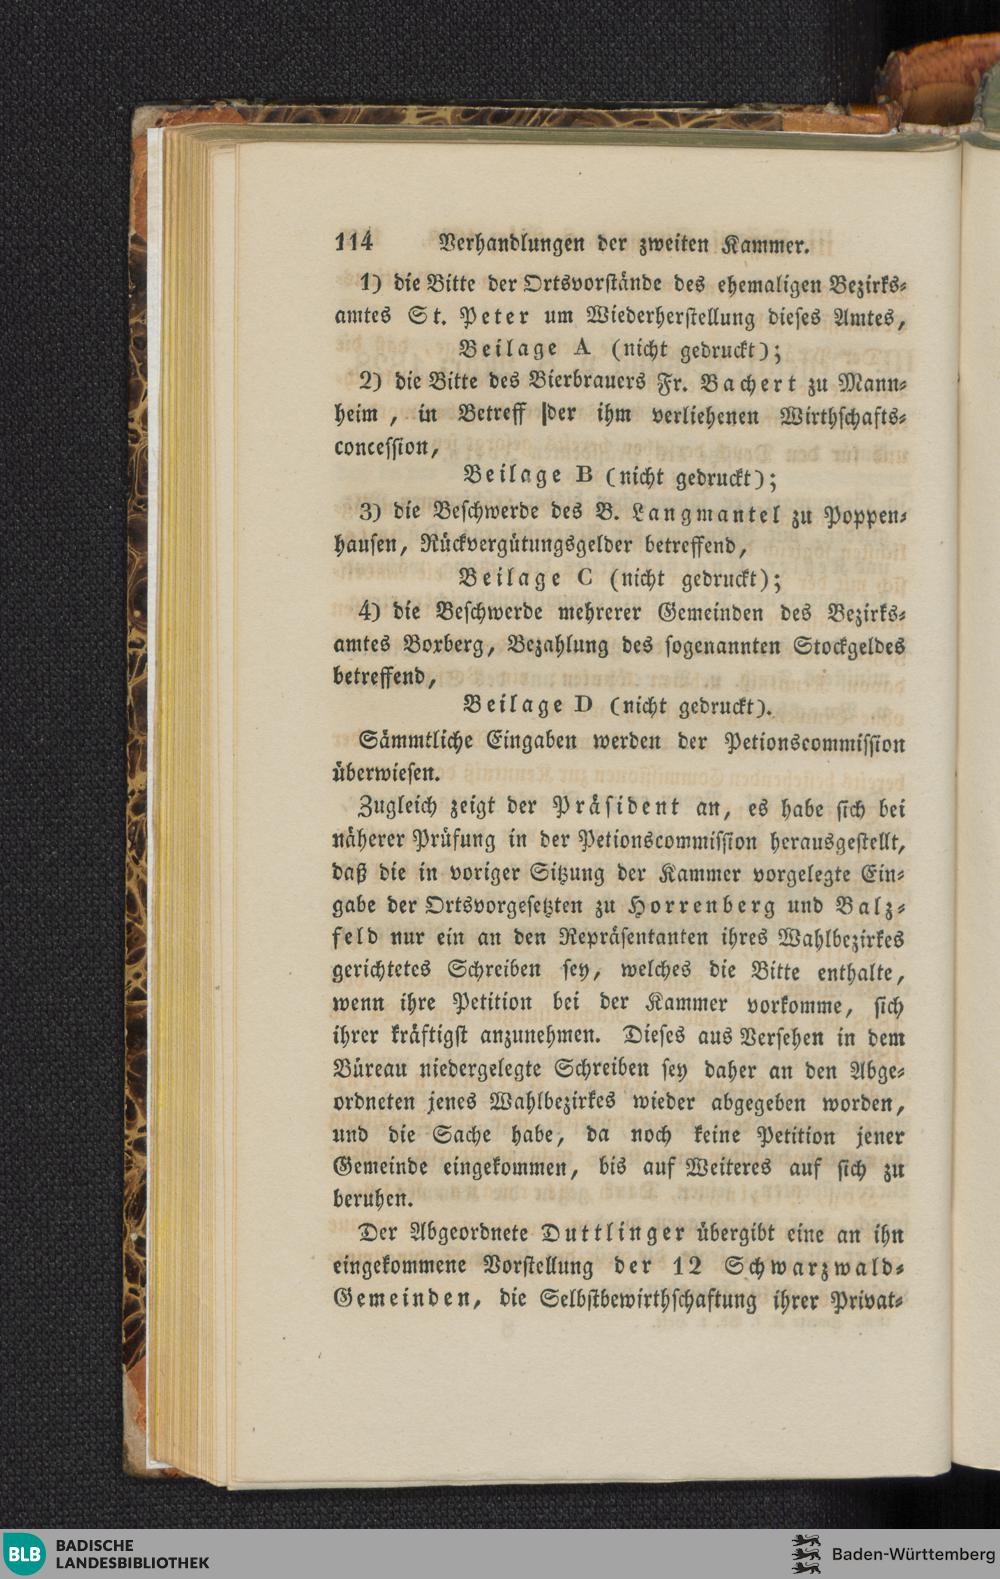 114 Verhandlungen der zweiten Kammer.
1) die Bitte der Ortsvorstände des ehemaligen Bezirks-
amtes St. Peter um Wiederherstellung dieses Amtes,
Beilage A (nicht gedruckt);
2) die Bitte des Bierbrauers Fr. Bachert zu Mann-
heim, in Betreff der ihm verliehenen Wirthschafts-
concession,
Beilage B (nicht gedruckt);
3) die Beschwerde des B. Langmantel zu Poppen-
hausen, Rückvergütungsgelder betreffend,
Beilage C (nicht gedruckt);
4) die Beschwerde mehrerer Gemeinden des Bezirks-
amtes Boxberg, Bezahlung des sogenannten Stockgeldes
betreffend,
Beilage D (nicht gedruckt).
Sämmtliche Eingaben werden der Petionscommission
überwiesen.
Zugleich zeigt der Präsident an, es habe sich bei
näherer Prüfung in der Petionscommission herausgestellt,
daß die in voriger Sitzung der Kammer vorgelegte Ein-
gabe der Ortsvorgesetzten zu Horrenberg und Balz-
feld nur ein an den Repräsentanten ihres Wahlbezirkes
gerichtetes Schreiben sey, welches die Bitte enthalte,
wenn ihre Petition bei der Kammer vorkomme, sich
ihrer kräftigst anzunehmen. Dieses aus Versehen in dem
Büreau niedergelegte Schreiben sey daher an den Abge-
ordneten jenes Wahlbezirkes wieder abgegeben worden,
und die Sache habe, da noch keine Petition jener
Gemeinde eingekommen, bis auf Weiteres auf sich zu
beruhen.
Der Abgeordnete Duttlinger übergibt eine an ihn
eingekommene Vorstellung der 12 Schwarzwald-
Gemeinden, die Selbstbewirthschaftung ihrer Privat-
BLB BADISCHE
LANDESBIBLIOTHEK
Baden-Württemberg